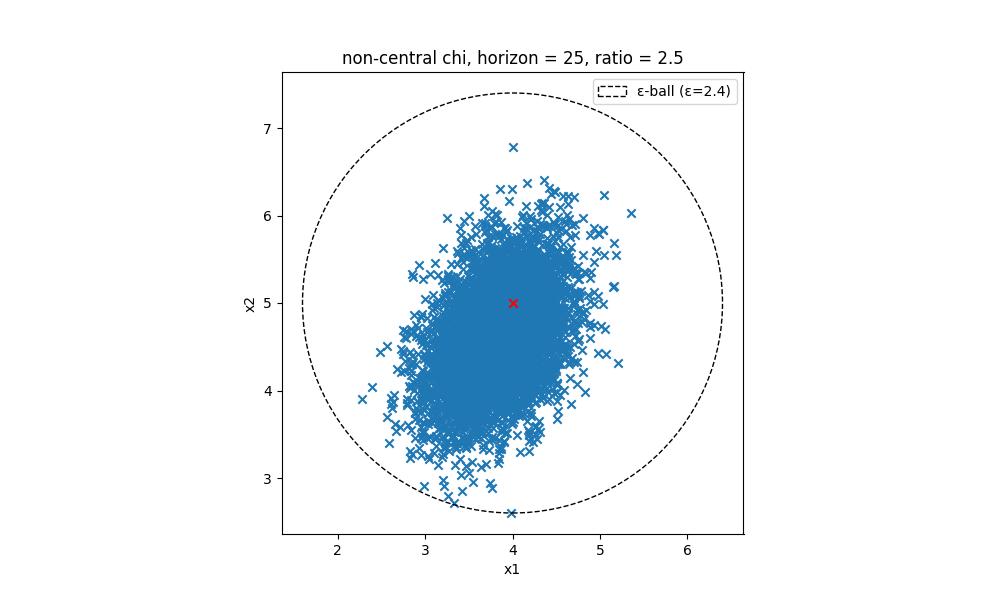 non-central chi, horizon = 25, ratio = 2.5
ε-ball (ε=2.4)
7
6
5
4
3
x2
2 3 4 5 6
x1